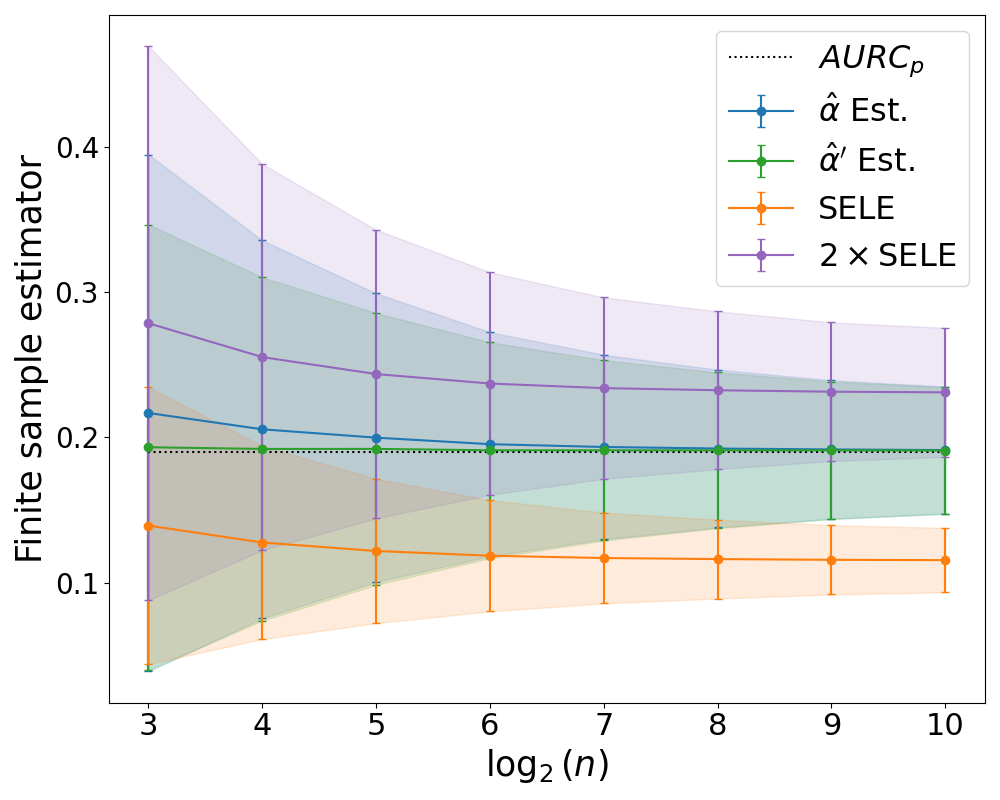 Finite sample estimator
0.4
0.3
0.2
0.1
3 4 5 6 7 8 9 10
log₂ (n)
AURCₚ
α̂ Est.
α̂′ Est.
SELE
2 × SELE